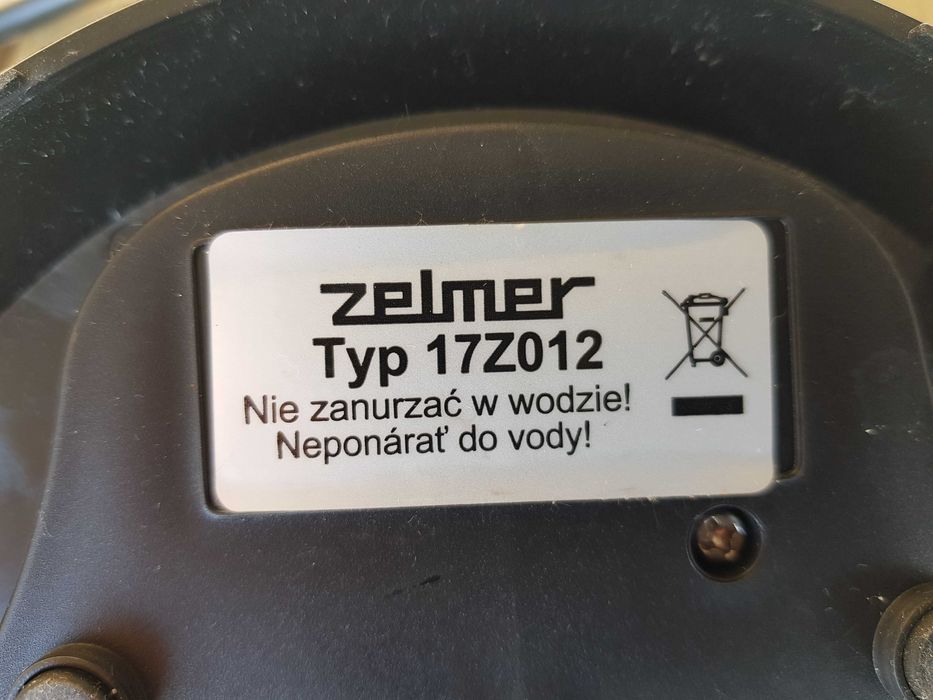 zelmer
Typ 17Z012
Nie zanurzać w wodzie!
Neponárať do vody!